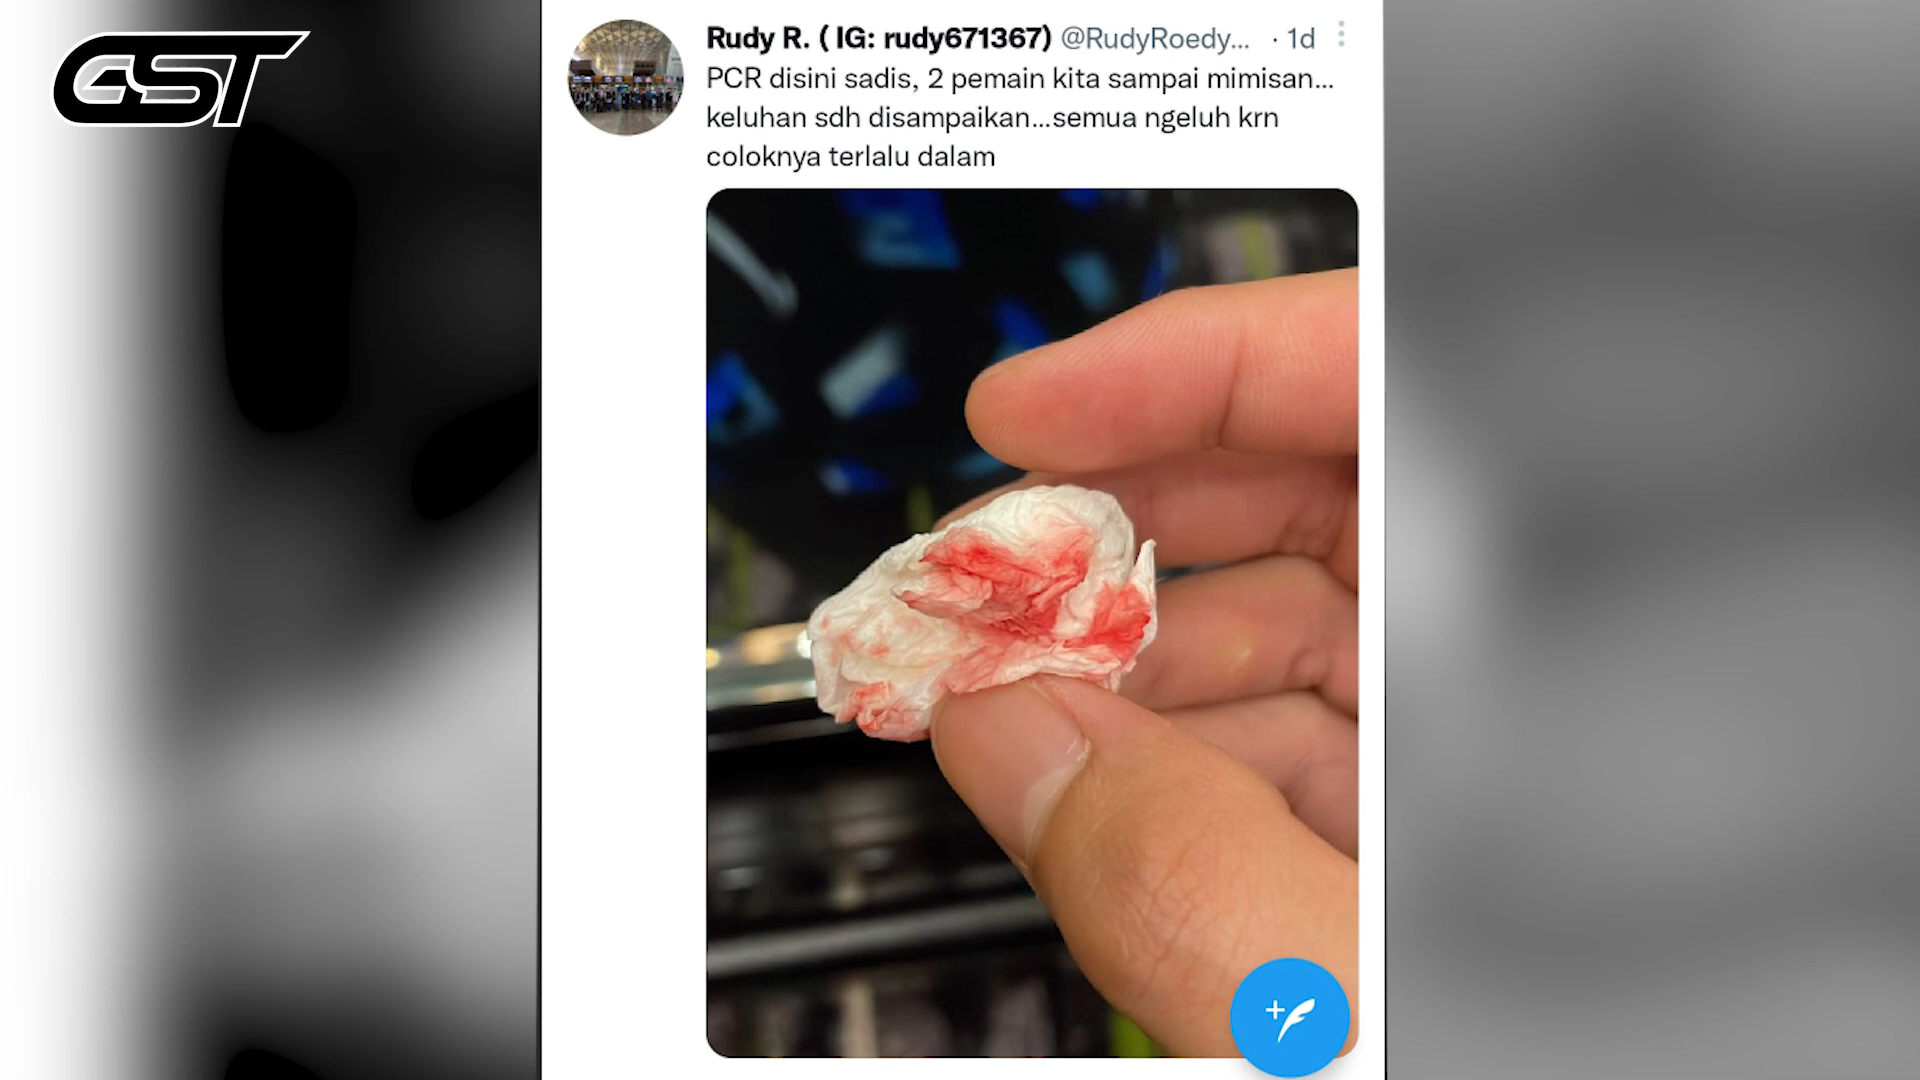 GST
Rudy R. ( IG: rudy671367) @RudyRoedy... · 1d
PCR disini sadis, 2 pemain kita sampai mimisan...
keluhan sdh disampaikan...semua ngeluh krn
coloknya terlalu dalam